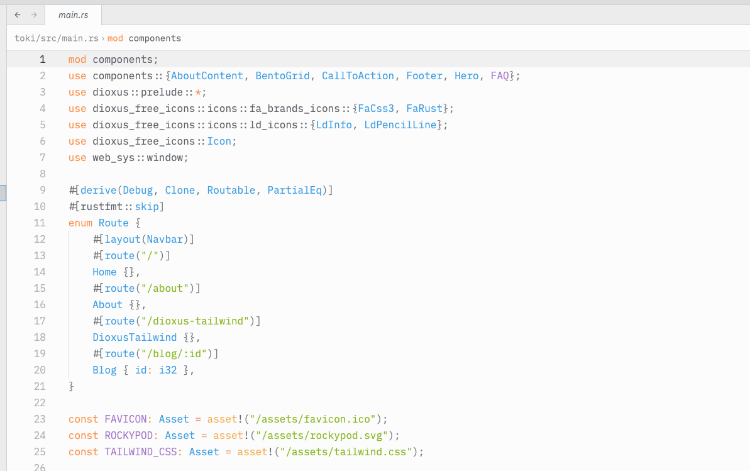 ← → main.rs
toki/src/main.rs › mod components
1 mod components;
2 use components::{AboutContent, BentoGrid, CallToAction, Footer, Hero, FAQ};
3 use dioxus::prelude::*;
4 use dioxus_free_icons::icons::fa_brands_icons::{FaCss3, FaRust};
5 use dioxus_free_icons::icons::ld_icons::{LdInfo, LdPencilLine};
6 use dioxus_free_icons::Icon;
7 use web_sys::window;
8
9 #[derive(Debug, Clone, Routable, PartialEq)]
10 #[rustfmt::skip]
11 enum Route {
12     #[layout(Navbar)]
13     #[route("/")]
14     Home {},
15     #[route("/about")]
16     About {},
17     #[route("/dioxus-tailwind")]
18     DioxusTailwind {},
19     #[route("/blog/:id")]
20     Blog { id: i32 },
21 }
22
23 const FAVICON: Asset = asset!("/assets/favicon.ico");
24 const ROCKYPOD: Asset = asset!("/assets/rockypod.svg");
25 const TAILWIND_CSS: Asset = asset!("/assets/tailwind.css");
26